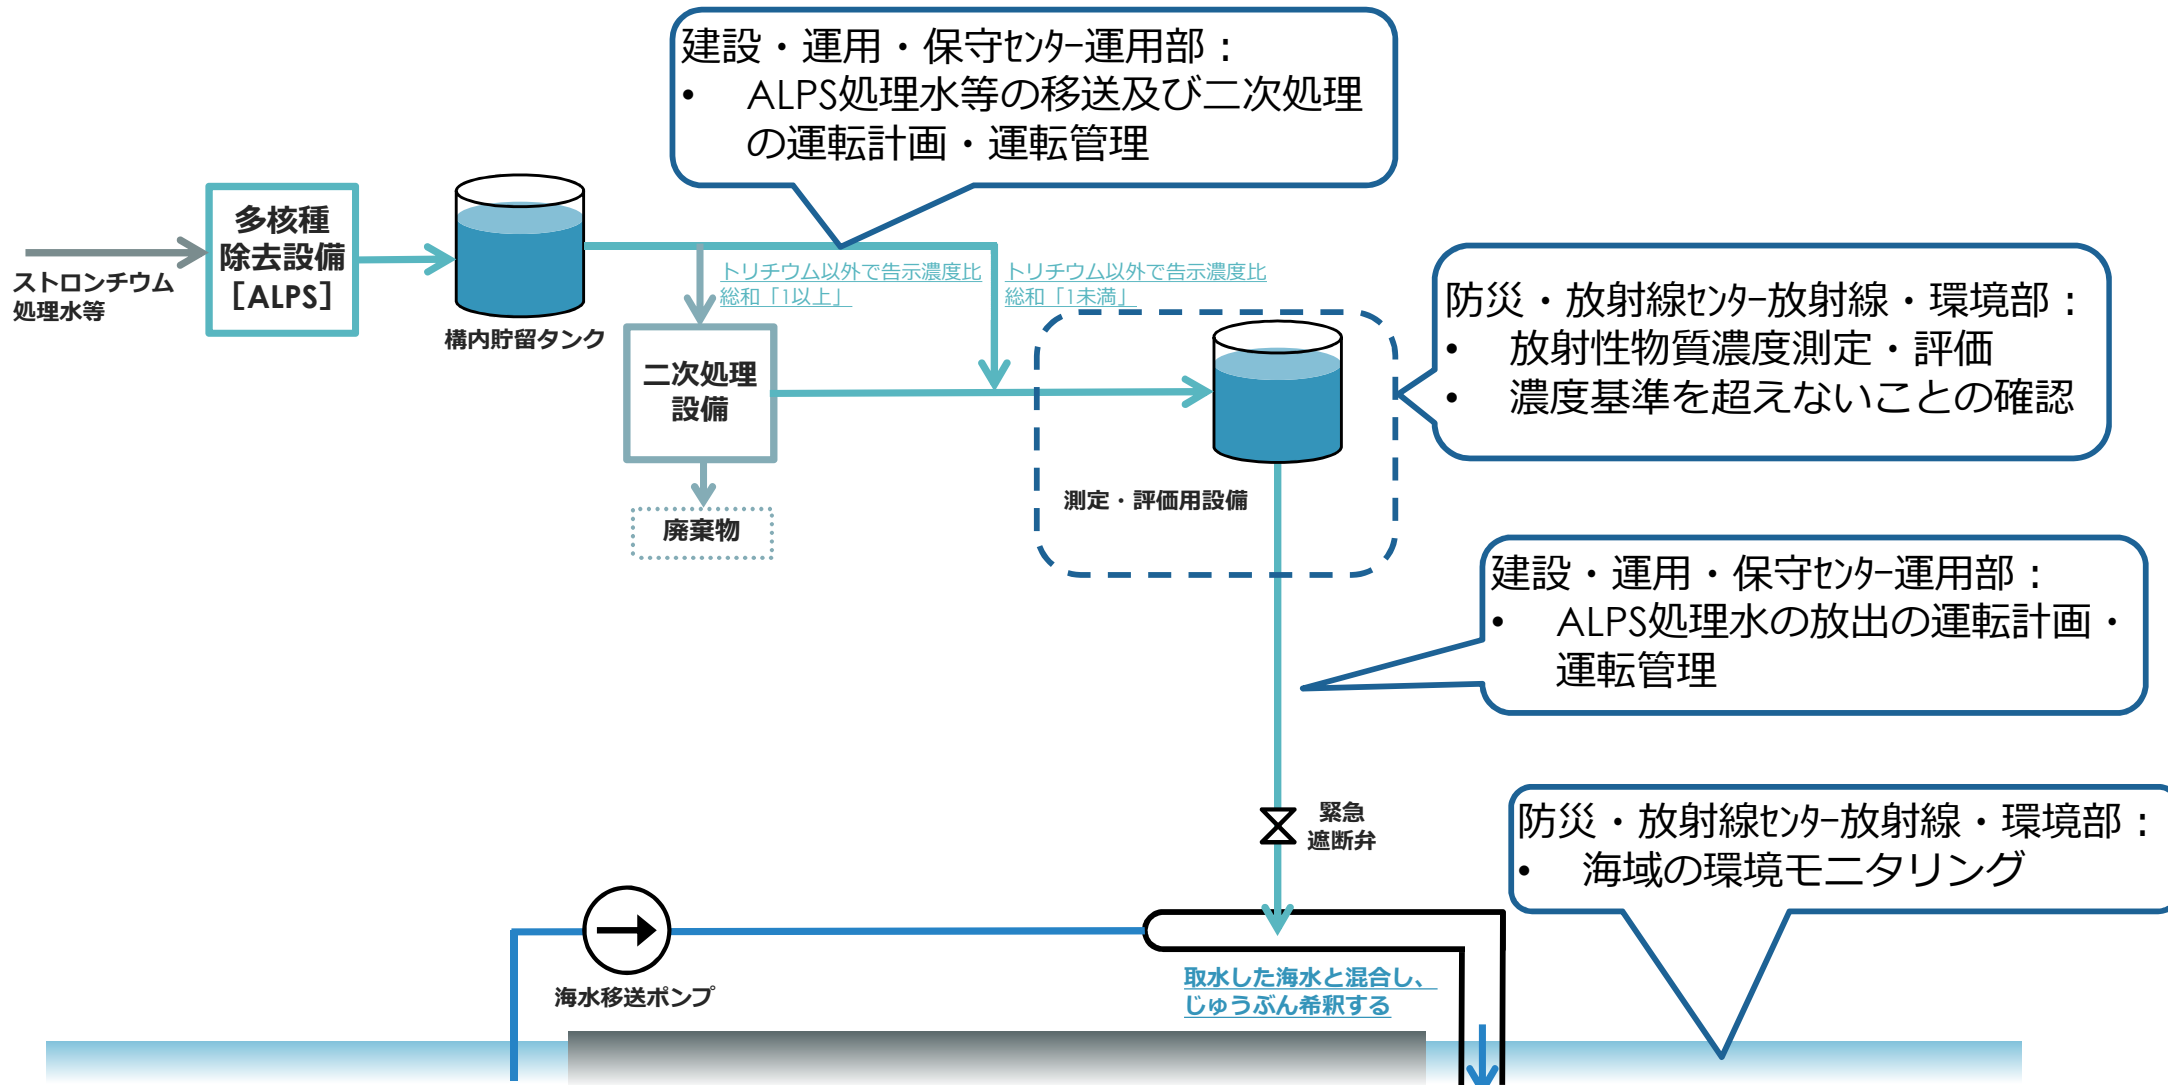 建設・運用・保守ｾﾝﾀｰ運用部：
• ALPS処理水等の移送及び二次処理
の運転計画・運転管理
多核種
除去設備
［ALPS］
ストロンチウム
処理水等
構内貯留タンク
トリチウム以外で告示濃度比
総和「1以上」
トリチウム以外で告示濃度比
総和「1未満」
防災・放射線ｾﾝﾀｰ放射線・環境部：
• 放射性物質濃度測定・評価
• 濃度基準を超えないことの確認
二次処理
設備
廃棄物
測定・評価用設備
建設・運用・保守ｾﾝﾀｰ運用部：
• ALPS処理水の放出の運転計画・
運転管理
緊急
遮断弁
防災・放射線ｾﾝﾀｰ放射線・環境部：
• 海域の環境モニタリング
海水移送ポンプ
取水した海水と混合し、
じゅうぶん希釈する